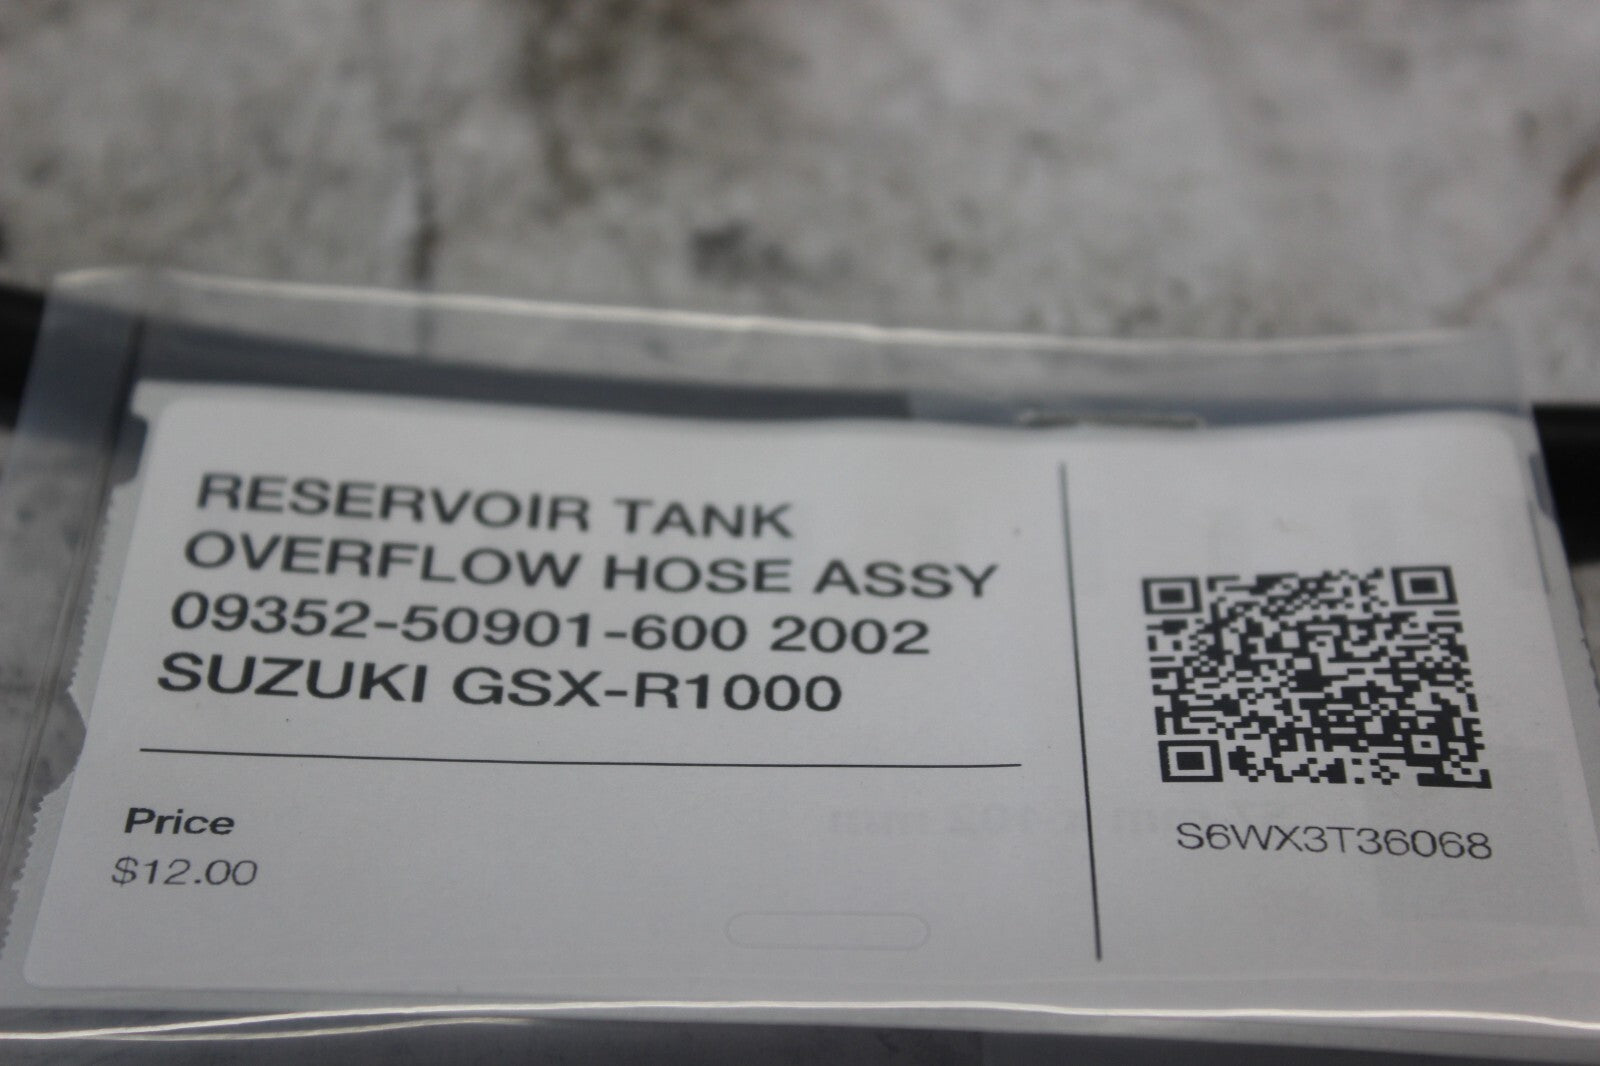 RESERVOIR TANK
OVERFLOW HOSE ASSY
09352-50901-600 2002
SUZUKI GSX-R1000
Price
$12.00
S6WX3T36068